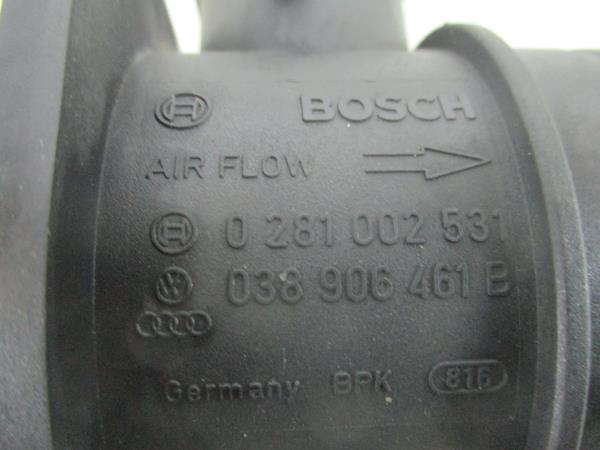 BOSCH
AIR FLOW
0 281 002 531
038 906 461 B
Germany BPK 816